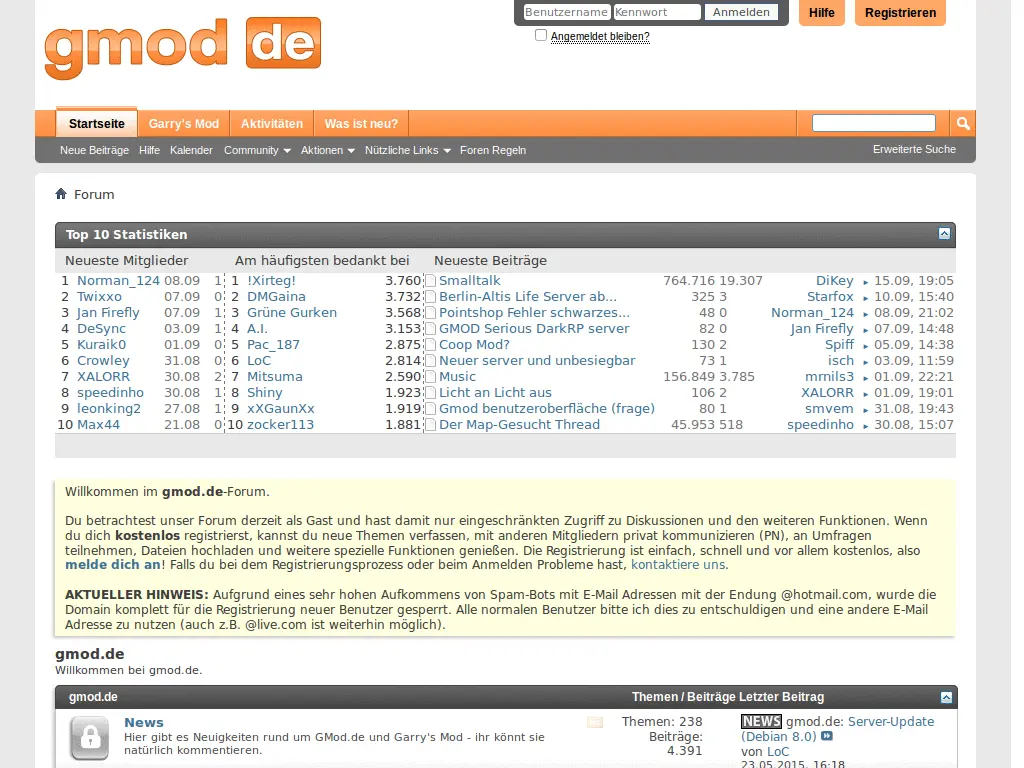 gmod de
Benutzername Kennwort Anmelden Hilfe Registrieren
Angemeldet bleiben?
Startseite Garry's Mod Aktivitäten Was ist neu?
Neue Beiträge Hilfe Kalender Community Aktionen Nützliche Links Foren Regeln Erweiterte Suche
Forum
Top 10 Statistiken
Neueste Mitglieder Am häufigsten bedankt bei Neueste Beiträge
1 Norman_124 08.09 1 1 !Xirteg! 3.760 Smalltalk 764.716 19.307 DiKey ▸ 15.09, 19:05
2 Twixxo 07.09 0 2 DMGaina 3.732 Berlin-Altis Life Server ab... 325 3 Starfox ▸ 10.09, 15:40
3 Jan Firefly 07.09 1 3 Grüne Gurken 3.568 Pointshop Fehler schwarzes... 48 0 Norman_124 ▸ 08.09, 21:02
4 DeSync 03.09 1 4 A.I. 3.153 GMOD Serious DarkRP server 82 0 Jan Firefly ▸ 07.09, 14:48
5 Kuraik0 01.09 0 5 Pac_187 2.875 Coop Mod? 130 2 Spiff ▸ 05.09, 14:38
6 Crowley 31.08 0 6 LoC 2.814 Neuer server und unbesiegbar 73 1 isch ▸ 03.09, 11:59
7 XALORR 30.08 2 7 Mitsuma 2.590 Music 156.849 3.785 mrnils3 ▸ 01.09, 22:21
8 speedinho 30.08 1 8 Shiny 1.923 Licht an Licht aus 106 2 XALORR ▸ 01.09, 19:01
9 leonking2 27.08 1 9 xXGaunXx 1.919 Gmod benutzeroberfläche (frage) 80 1 smvem ▸ 31.08, 19:43
10 Max44 21.08 0 10 zocker113 1.881 Der Map-Gesucht Thread 45.953 518 speedinho ▸ 30.08, 15:07
Willkommen im gmod.de-Forum.
Du betrachtest unser Forum derzeit als Gast und hast damit nur eingeschränkten Zugriff zu Diskussionen und den weiteren Funktionen. Wenn
du dich kostenlos registrierst, kannst du neue Themen verfassen, mit anderen Mitgliedern privat kommunizieren (PN), an Umfragen
teilnehmen, Dateien hochladen und weitere spezielle Funktionen genießen. Die Registrierung ist einfach, schnell und vor allem kostenlos, also
melde dich an! Falls du bei dem Registrierungsprozess oder beim Anmelden Probleme hast, kontaktiere uns.
AKTUELLER HINWEIS: Aufgrund eines sehr hohen Aufkommens von Spam-Bots mit E-Mail Adressen mit der Endung @hotmail.com, wurde die
Domain komplett für die Registrierung neuer Benutzer gesperrt. Alle normalen Benutzer bitte ich dies zu entschuldigen und eine andere E-Mail
Adresse zu nutzen (auch z.B. @live.com ist weiterhin möglich).
gmod.de
Willkommen bei gmod.de.
gmod.de Themen / Beiträge Letzter Beitrag
News Themen: 238 NEWS gmod.de: Server-Update
Hier gibt es Neuigkeiten rund um GMod.de und Garry's Mod - ihr könnt sie Beiträge: (Debian 8.0)
natürlich kommentieren. 4.391 von LoC
23.05.2015, 16:18